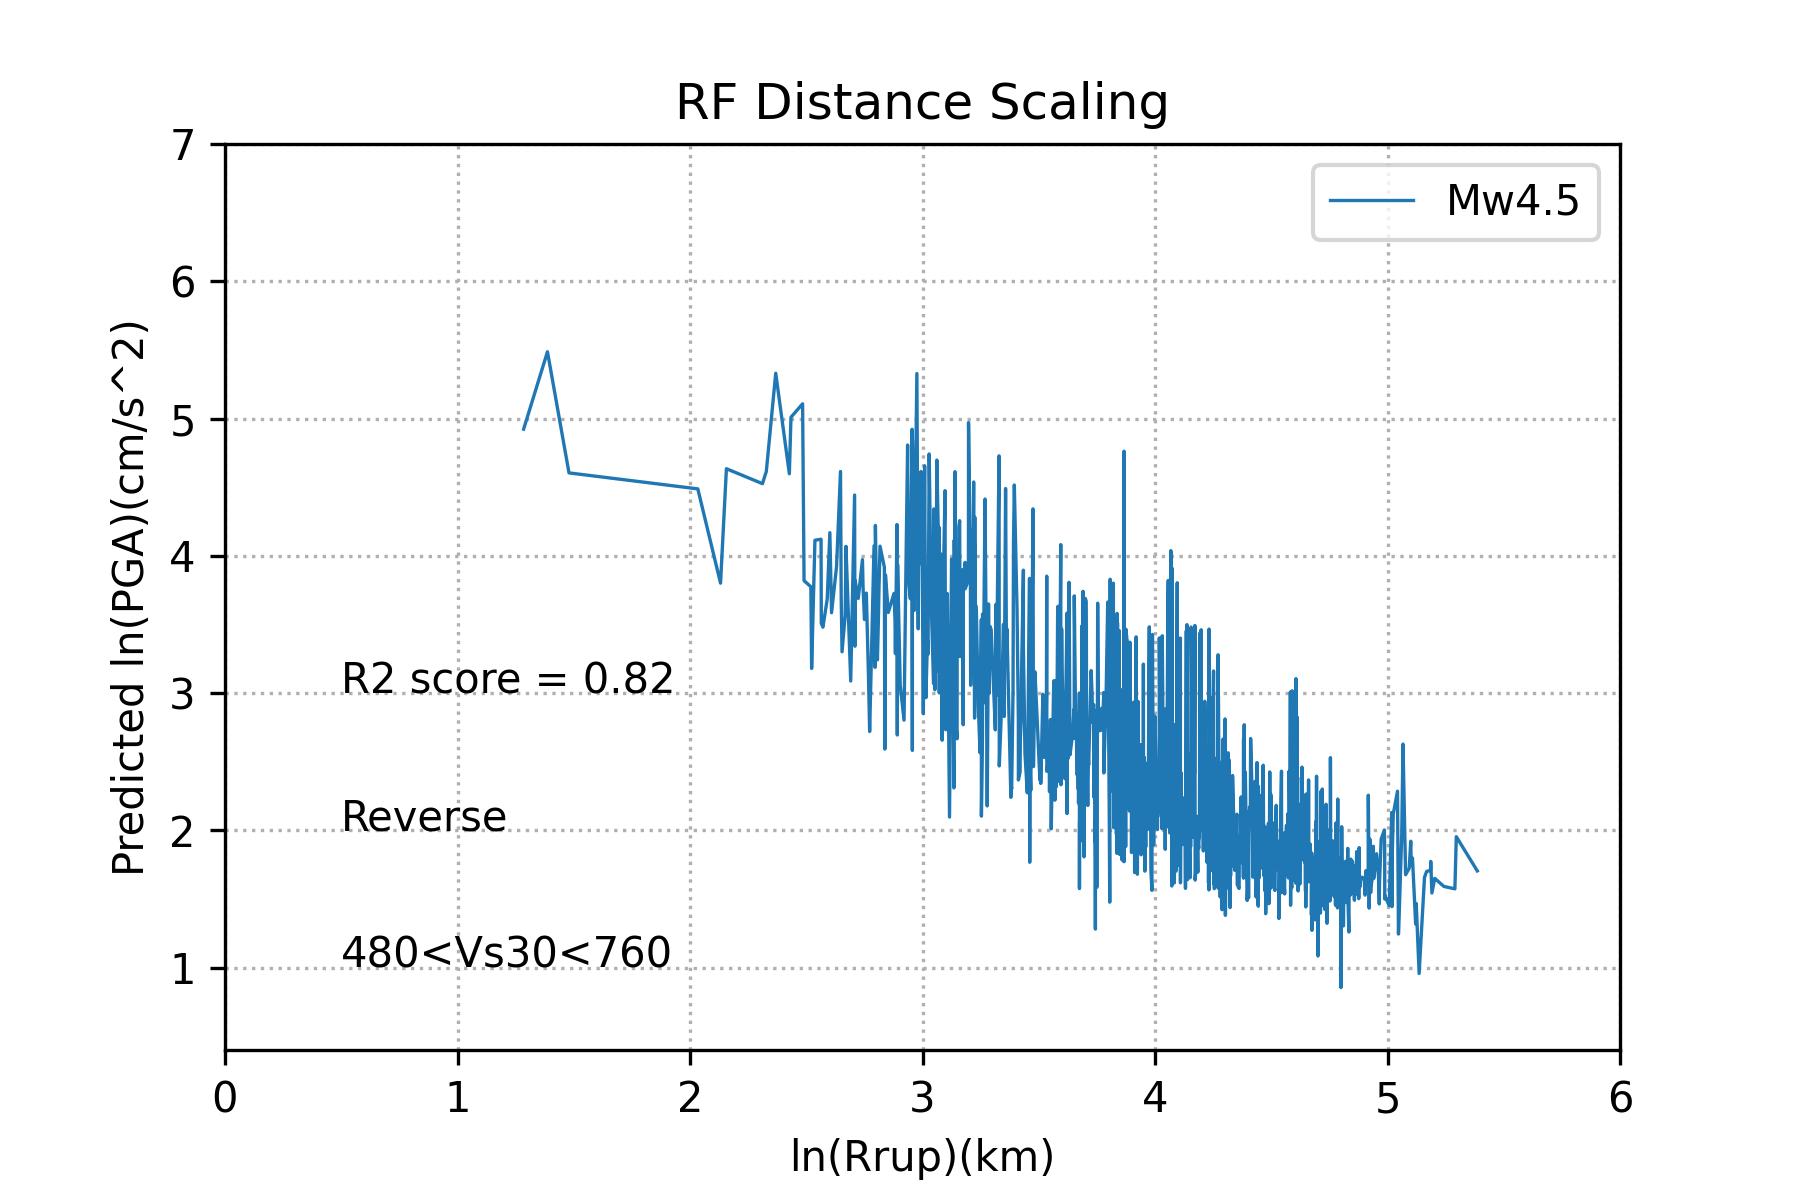 RF Distance Scaling
7
6
5
4
3
2
1
Predicted ln(PGA)(cm/s^2)
Mw4.5
R2 score = 0.82
Reverse
480<Vs30<760
0 1 2 3 4 5 6
ln(Rrup)(km)